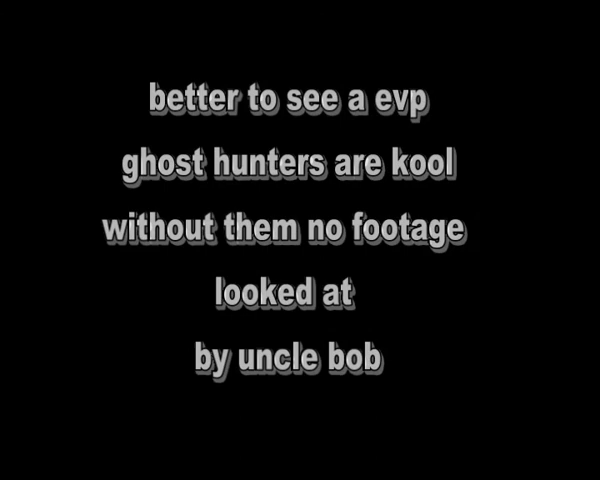 better to see a evp
ghost hunters are kool
without them no footage
looked at
by uncle bob